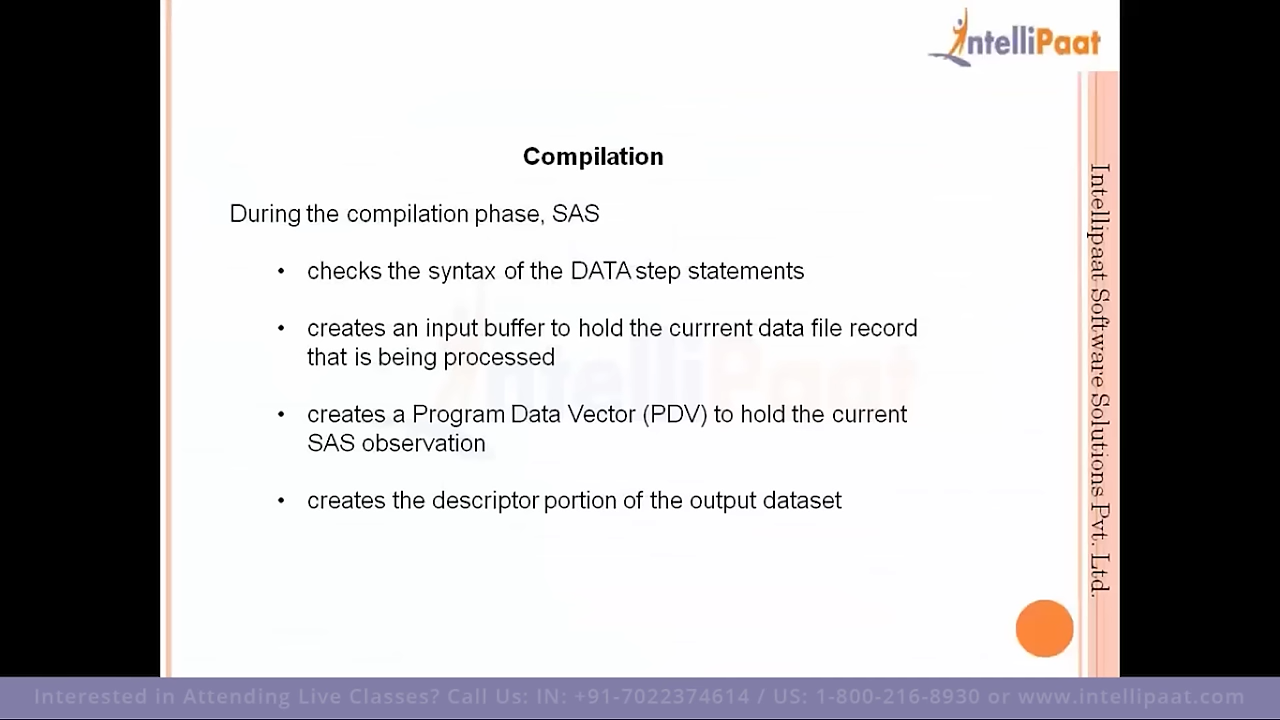 IntelliPaat
Compilation
During the compilation phase, SAS
• checks the syntax of the DATA step statements
• creates an input buffer to hold the currrent data file record
that is being processed
• creates a Program Data Vector (PDV) to hold the current
SAS observation
• creates the descriptor portion of the output dataset
IntelliPaat
Intellipaat Software Solutions Pvt. Ltd.
Interested in Attending Live Classes? Call Us: IN: +91-7022374614 / US: 1-800-216-8930 or www.intellipaat.com